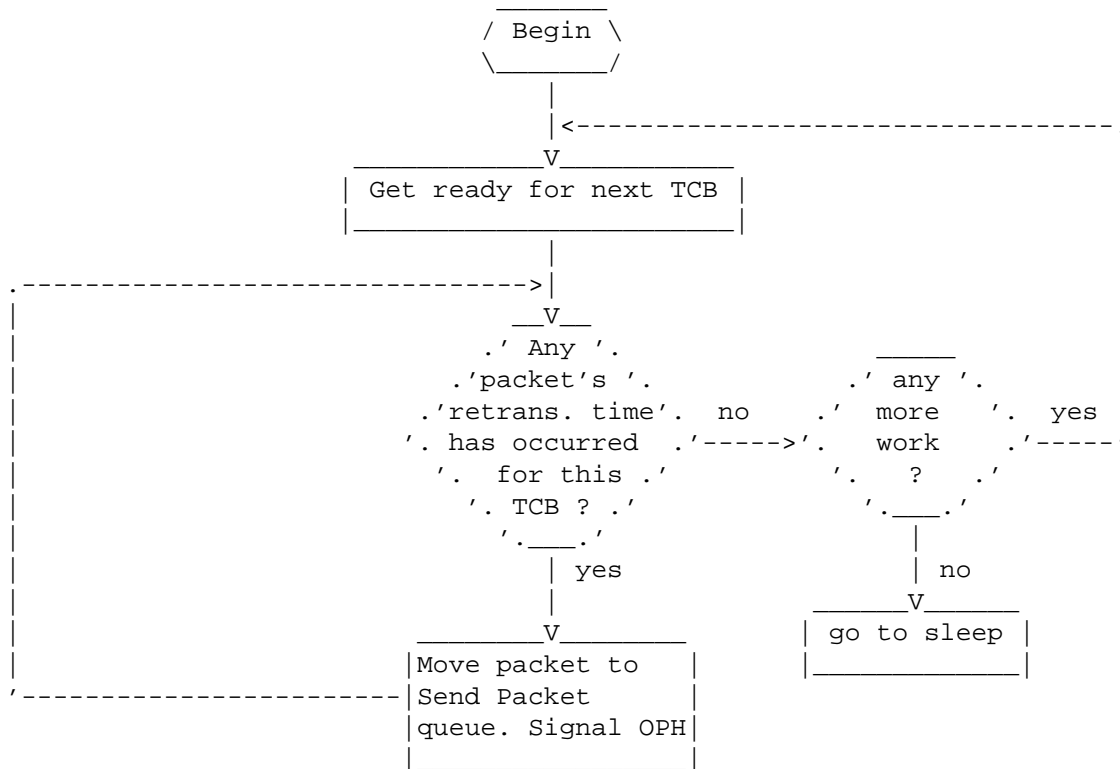 Begin
Get ready for next TCB
Any
any
packet's
retrans. time
no
more
yes
has occurred
work
for this
?
TCB ?
yes
no
go to sleep
Move packet to
Send Packet
queue. Signal OPH